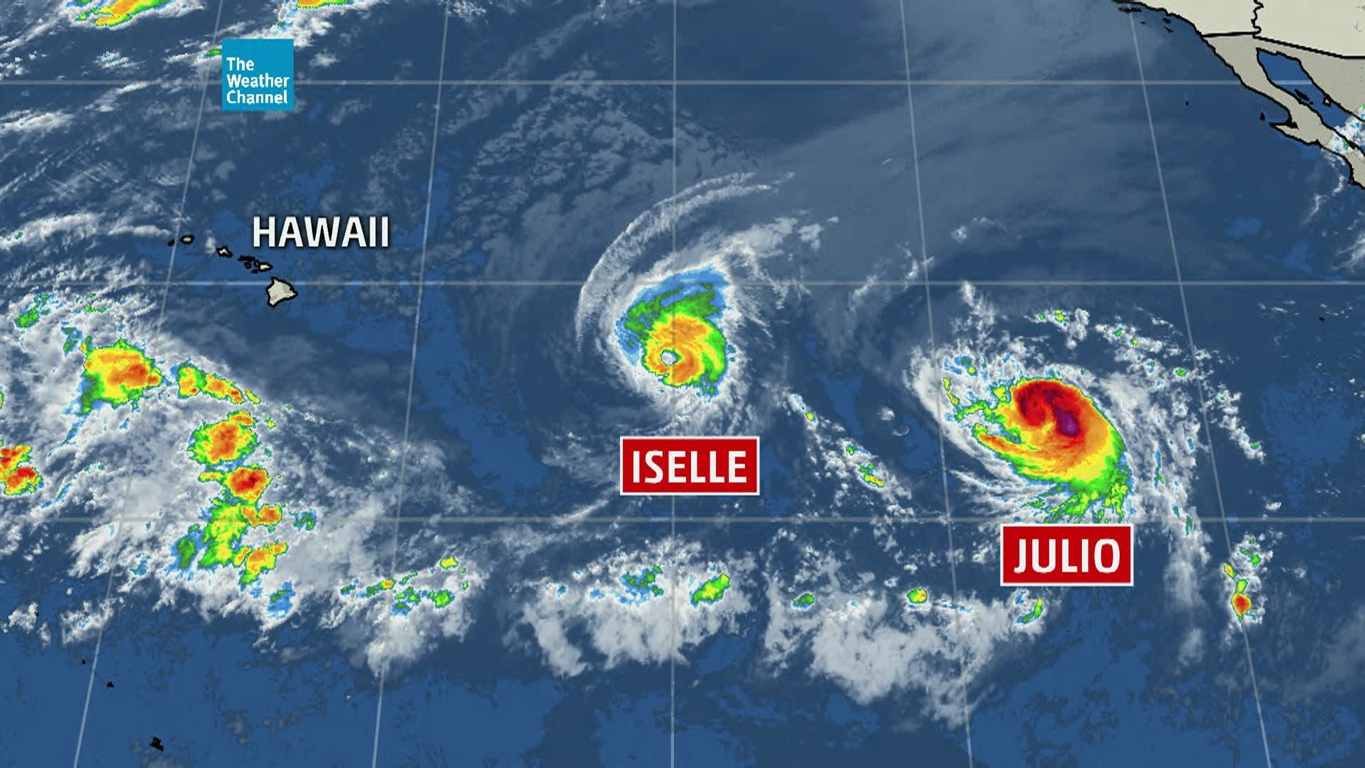 The
Weather
Channel
HAWAII
ISELLE
JULIO